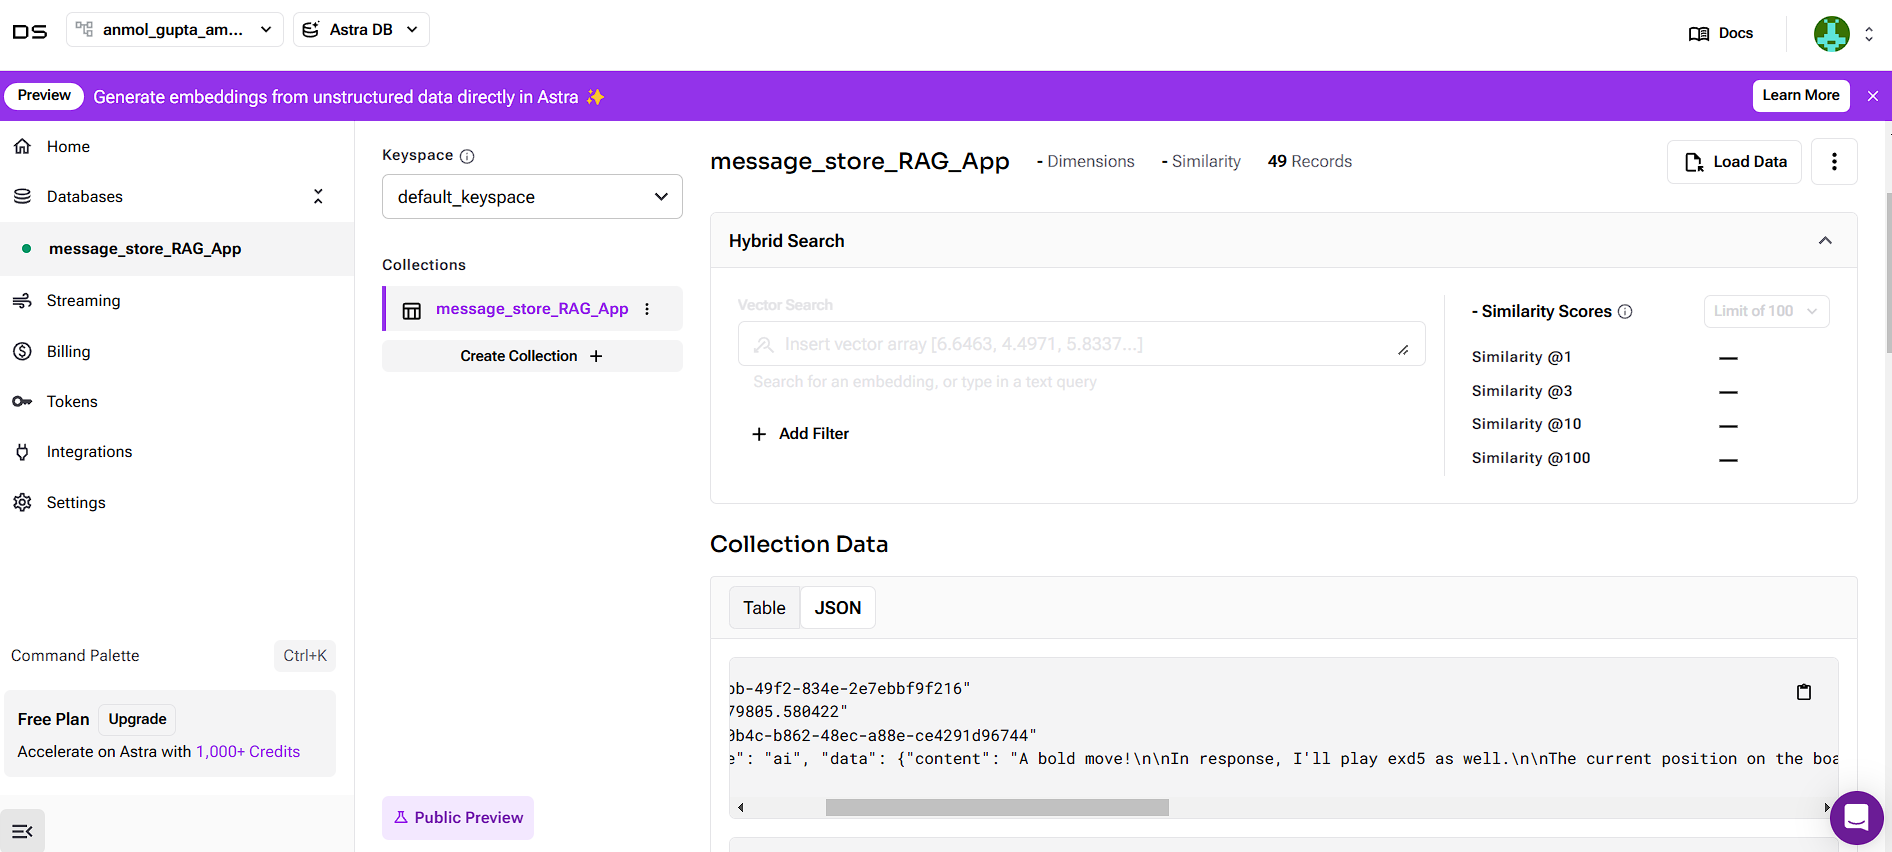 DS
anmol_gupta_am...
Astra DB
Docs
Preview
Generate embeddings from unstructured data directly in Astra ✨
Learn More
Home
Databases
message_store_RAG_App
Streaming
Billing
Tokens
Integrations
Settings
Command Palette
Ctrl+K
Free Plan
Upgrade
Accelerate on Astra with 1,000+ Credits
Keyspace
default_keyspace
Collections
message_store_RAG_App
Create Collection +
Public Preview
message_store_RAG_App
- Dimensions
- Similarity
49 Records
Load Data
Hybrid Search
Vector Search
Insert vector array [6.6463, 4.4971, 5.8337...]
Search for an embedding, or type in a text query
+ Add Filter
- Similarity Scores
Limit of 100
Similarity @1 —
Similarity @3 —
Similarity @10 —
Similarity @100 —
Collection Data
Table
JSON
bb-49f2-834e-2e7ebbf9f216"
79805.580422"
0b4c-b862-48ec-a88e-ce4291d96744"
e": "ai", "data": {"content": "A bold move!\n\nIn response, I'll play exd5 as well.\n\nThe current position on the boa